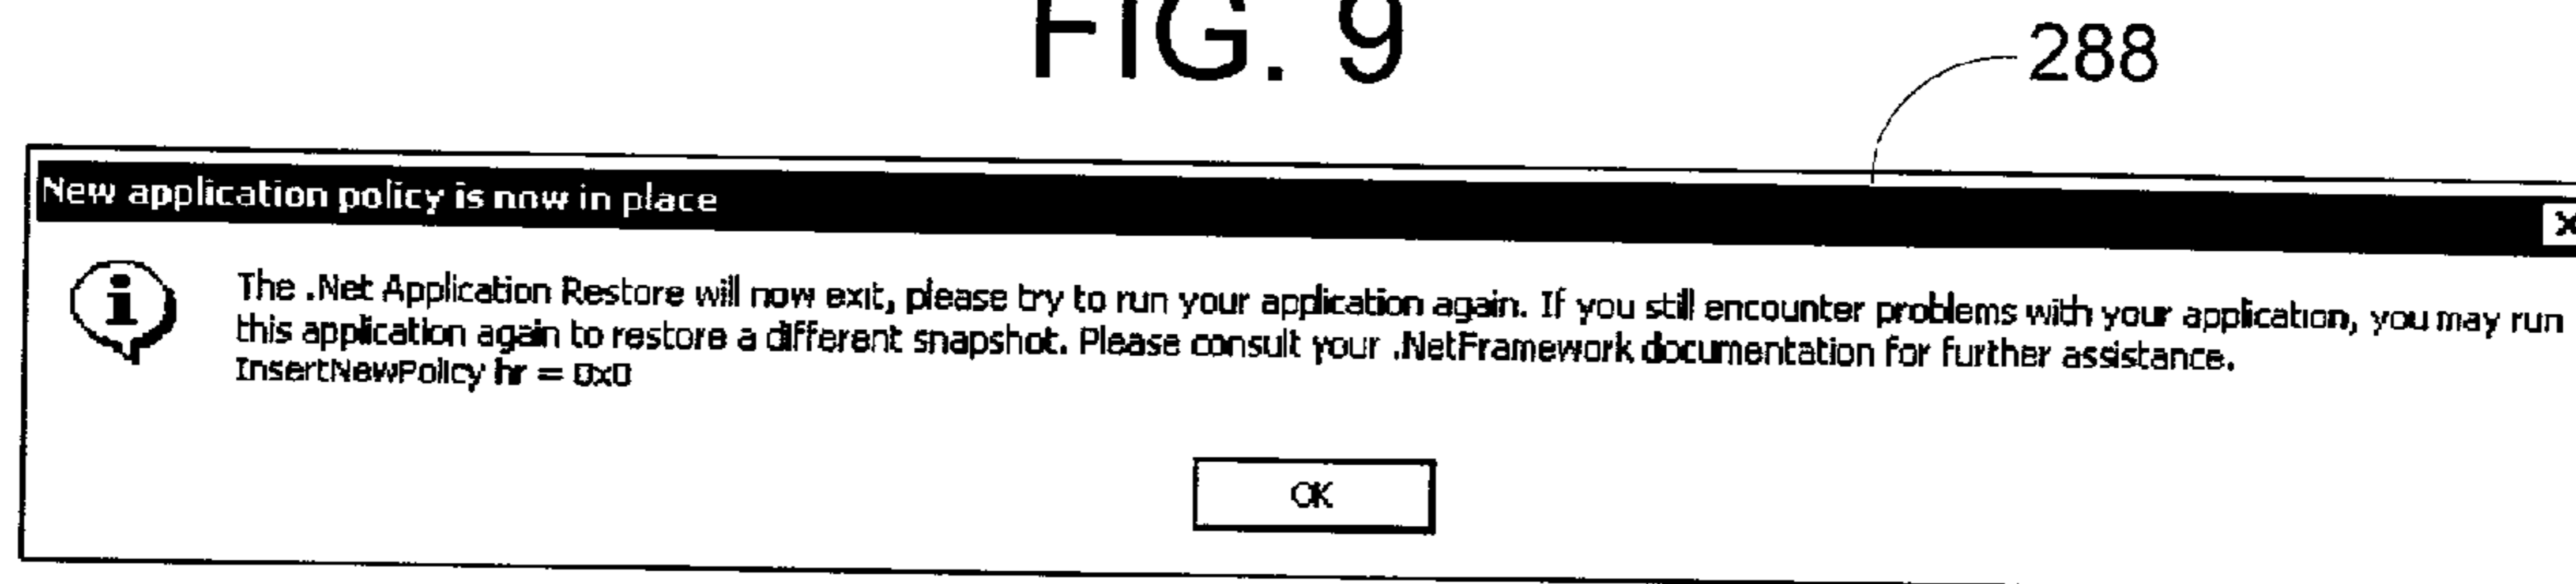 FIG. 9
288
New application policy is now in place
The .Net Application Restore will now exit, please try to run your application again. If you still encounter problems with your application, you may run
this application again to restore a different snapshot. Please consult your .NetFramework documentation for further assistance.
InsertNewPolicy hr = 0x0
OK